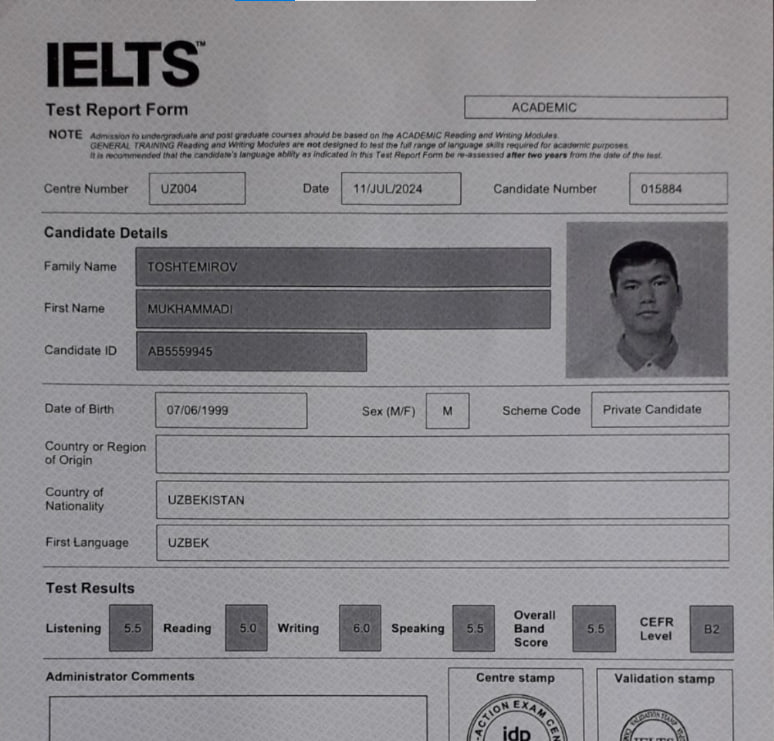 IELTS™
Test Report Form
ACADEMIC
NOTE Admission to undergraduate and post graduate courses should be based on the ACADEMIC Reading and Writing Modules.
GENERAL TRAINING Reading and Writing Modules are not designed to test the full range of language skills required for academic purposes.
It is recommended that the candidate's language ability as indicated in this Test Report Form be re-assessed after two years from the date of the test.
Centre Number UZ004 Date 11/JUL/2024 Candidate Number 015884
Candidate Details
Family Name TOSHTEMIROV
First Name MUKHAMMADI
Candidate ID AB5559945
Date of Birth 07/06/1999 Sex (M/F) M Scheme Code Private Candidate
Country or Region
of Origin
Country of
Nationality UZBEKISTAN
First Language UZBEK
Test Results
Listening 5.5 Reading 5.0 Writing 6.0 Speaking 5.5 Overall Band Score 5.5 CEFR Level B2
Administrator Comments
Centre stamp
Validation stamp
ACTION EXAM CEN
idp
VALIDATION STAMP